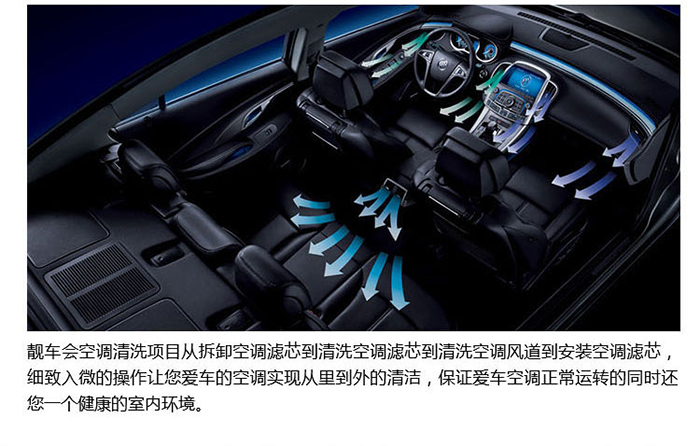 靓车会空调清洗项目从拆卸空调滤芯到清洗空调滤芯到清洗空调风道到安装空调滤芯，
细致入微的操作让您爱车的空调实现从里到外的清洁，保证爱车空调正常运转的同时还
您一个健康的室内环境。